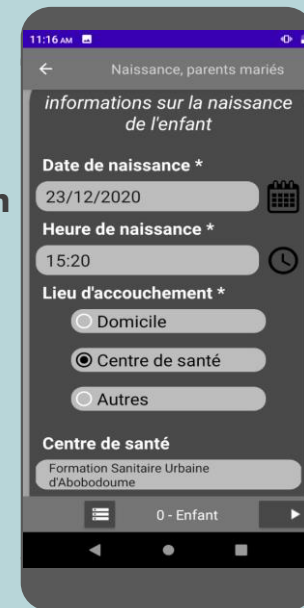 11:16 AM
Naissance, parents mariés
informations sur la naissance
de l'enfant
Date de naissance *
23/12/2020
n
Heure de naissance *
15:20
Lieu d'accouchement *
Domicile
Centre de santé
Autres
Centre de santé
Formation Sanitaire Urbaine
d'Abobodoume
0 - Enfant